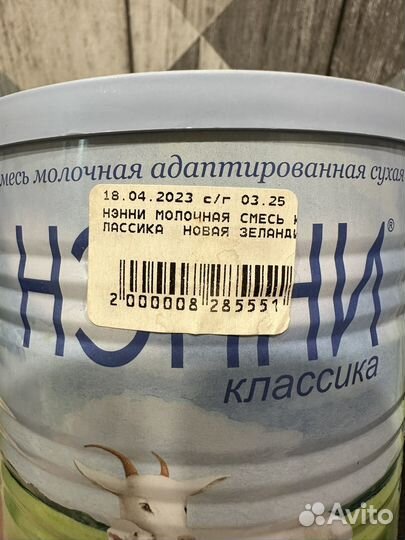 смесь молочная адаптированная сухая
18.04.2023 с/г 03.25
НЭННИ МОЛОЧНАЯ СМЕСЬ К
ЛАССИКА НОВАЯ ЗЕЛАНДИ
2 000008 285551
НЭННИ®
классика
Avito